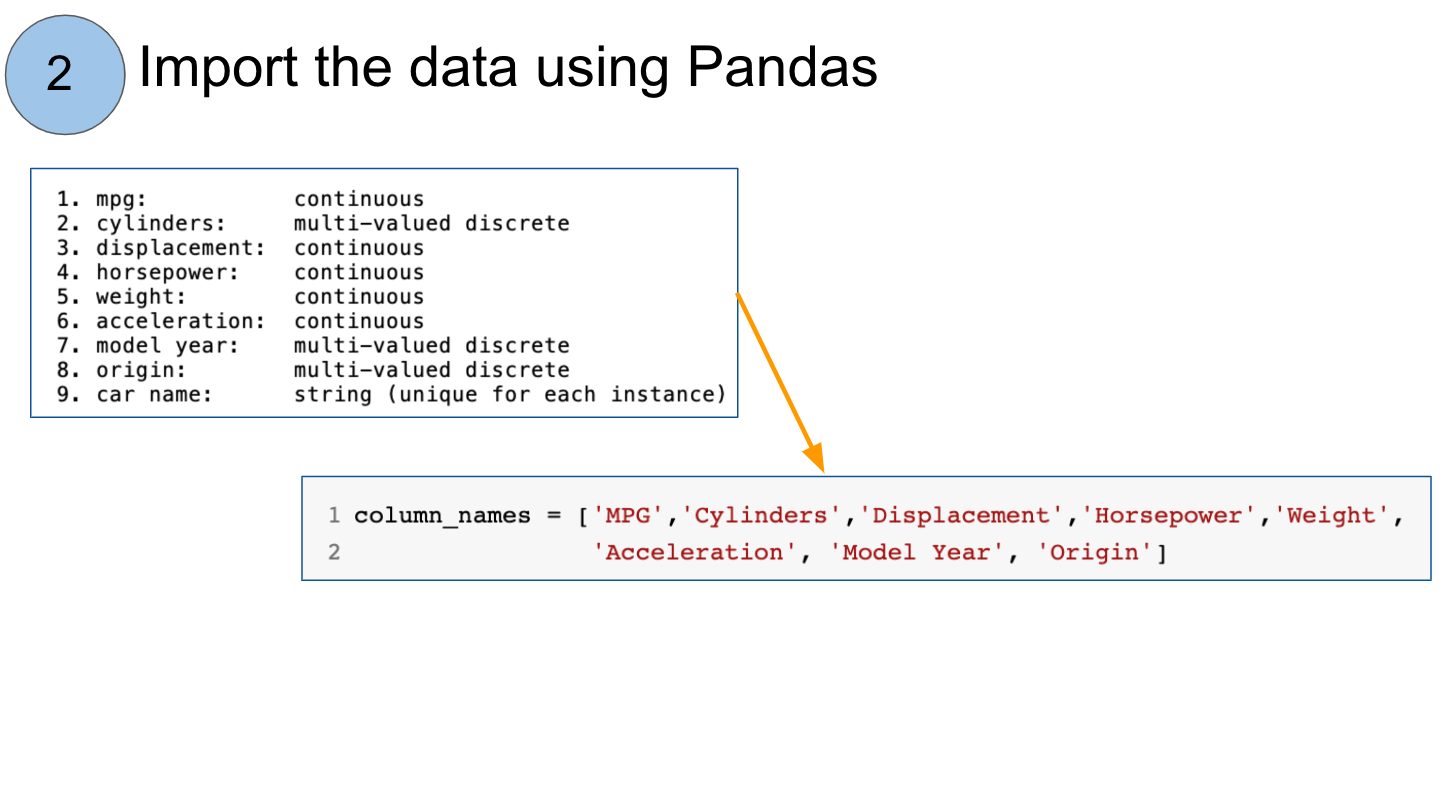 2
Import the data using Pandas
1. mpg: continuous
2. cylinders: multi-valued discrete
3. displacement: continuous
4. horsepower: continuous
5. weight: continuous
6. acceleration: continuous
7. model year: multi-valued discrete
8. origin: multi-valued discrete
9. car name: string (unique for each instance)
1 column_names = ['MPG','Cylinders','Displacement','Horsepower','Weight',
2 'Acceleration', 'Model Year', 'Origin']